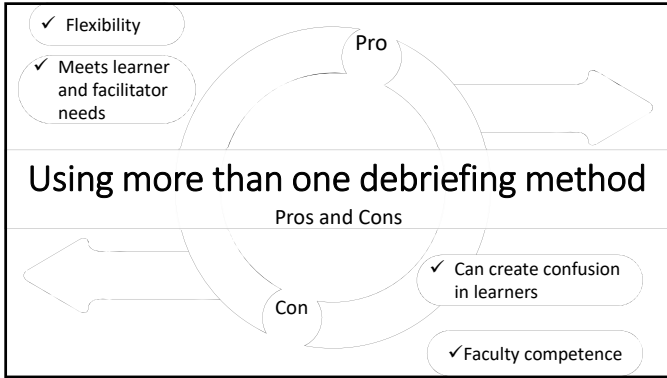 ✓ Flexibility
✓ Meets learner
and facilitator
needs
Pro
Using more than one debriefing method
Pros and Cons
Con
✓ Can create confusion
in learners
✓Faculty competence